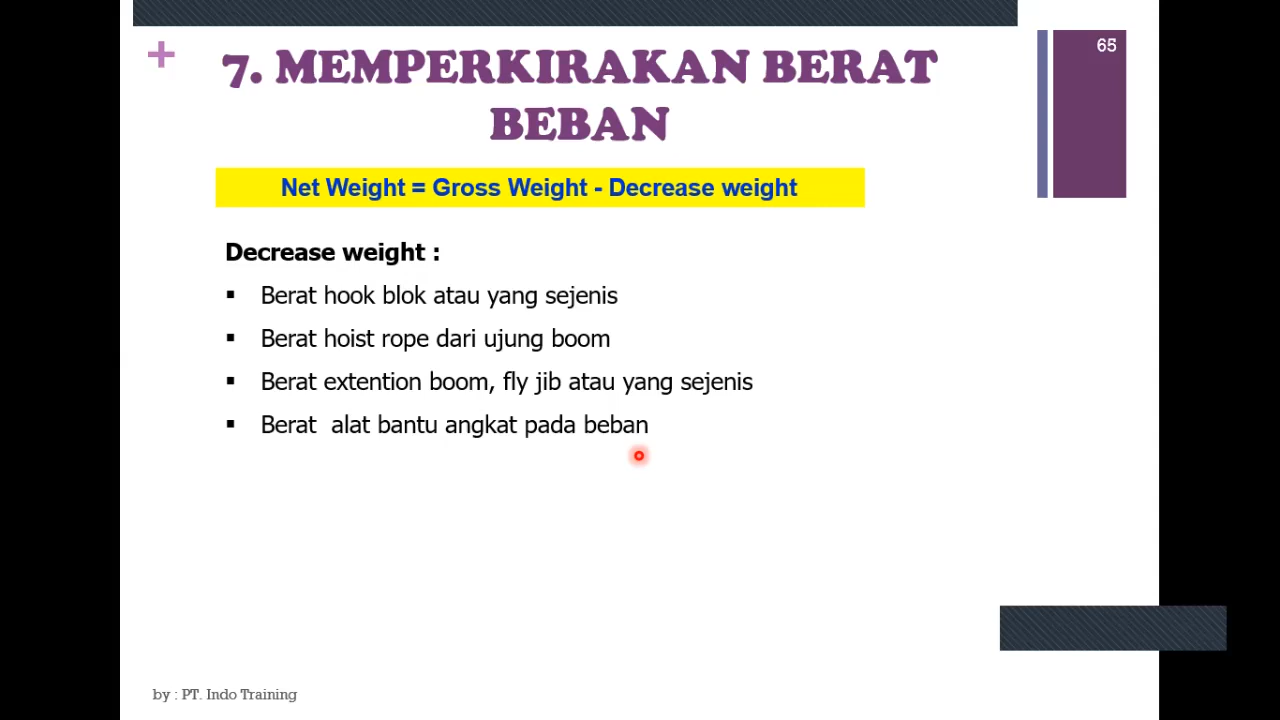 65
7. MEMPERKIRAKAN BERAT
BEBAN
Net Weight = Gross Weight - Decrease weight
Decrease weight :
▪ Berat hook blok atau yang sejenis
▪ Berat hoist rope dari ujung boom
▪ Berat extention boom, fly jib atau yang sejenis
▪ Berat alat bantu angkat pada beban
by : PT. Indo Training